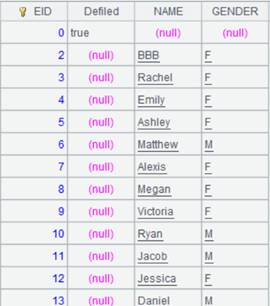 EID Defiled NAME GENDER
0 true (null) (null)
2 (null) BBB F
3 (null) Rachel F
4 (null) Emily F
5 (null) Ashley F
6 (null) Matthew M
7 (null) Alexis F
8 (null) Megan F
9 (null) Victoria F
10 (null) Ryan M
11 (null) Jacob M
12 (null) Jessica F
13 (null) Daniel M